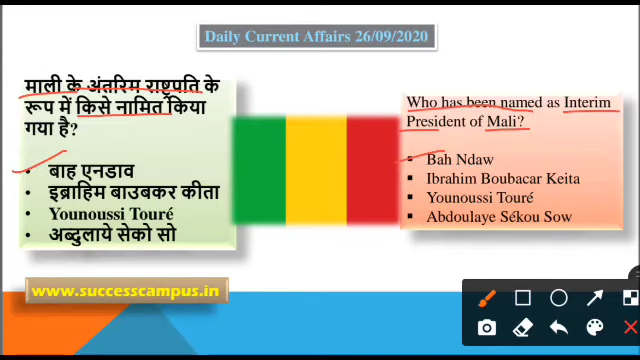 Daily Current Affairs 26/09/2020
माली के अंतरिम राष्ट्रपति के
रूप में किसे नामित किया
गया है?
• बाह एनडाव
• इब्राहिम बाउबकर कीता
• Younoussi Touré
• अब्दुलाये सेको सो
Who has been named as Interim
President of Mali?
▪ Bah Ndaw
▪ Ibrahim Boubacar Keita
▪ Younoussi Touré
▪ Abdoulaye Sékou Sow
www.successcampus.in